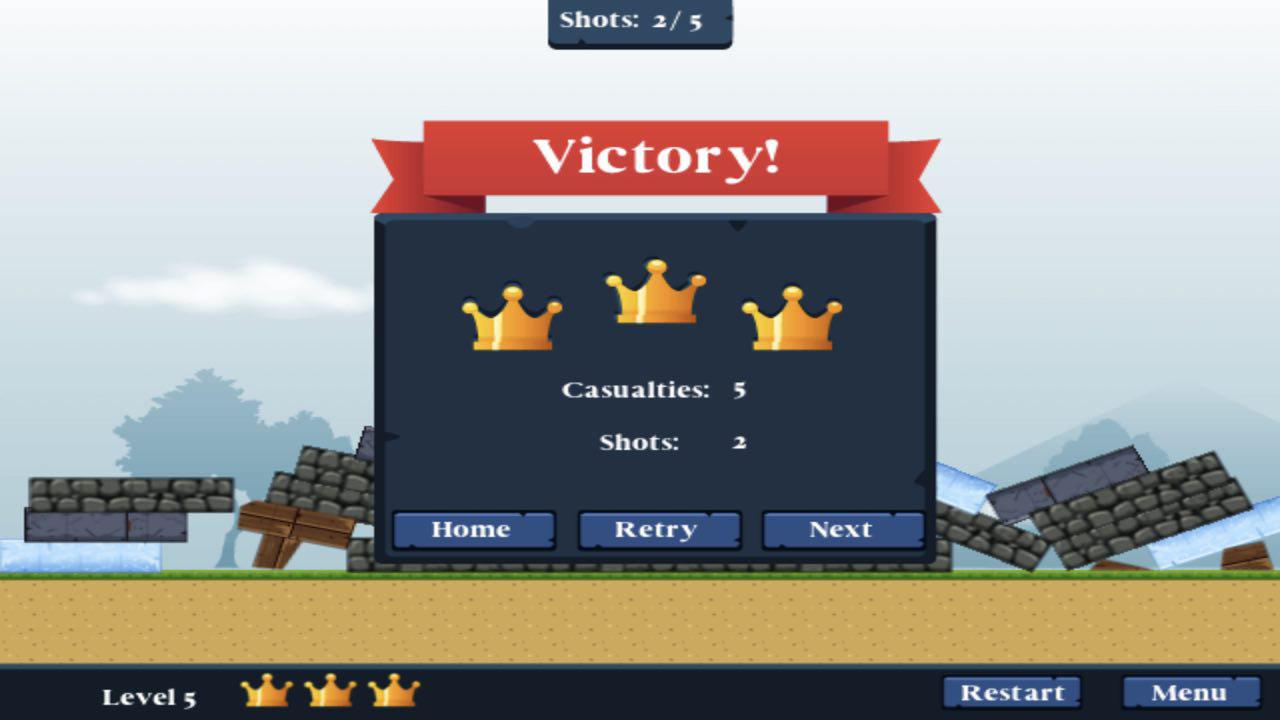 Shots: 2/ 5
Victory!
Casualties: 5
Shots: 2
Home Retry Next
Level 5
Restart Menu